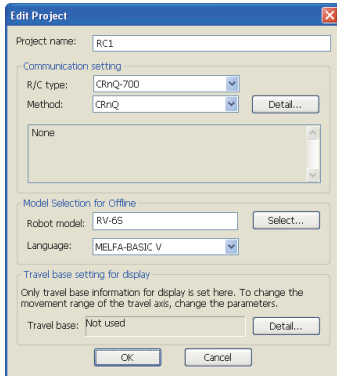 Edit Project
Project name: RC1
Communication setting
R/C type: CRnQ-700
Method: CRnQ Detail...
None
Model Selection for Offline
Robot model: RV-6S Select...
Language: MELFA-BASIC V
Travel base setting for display
Only travel base information for display is set here. To change the
movement range of the travel axis, change the parameters.
Travel base: Not used Detail...
OK Cancel